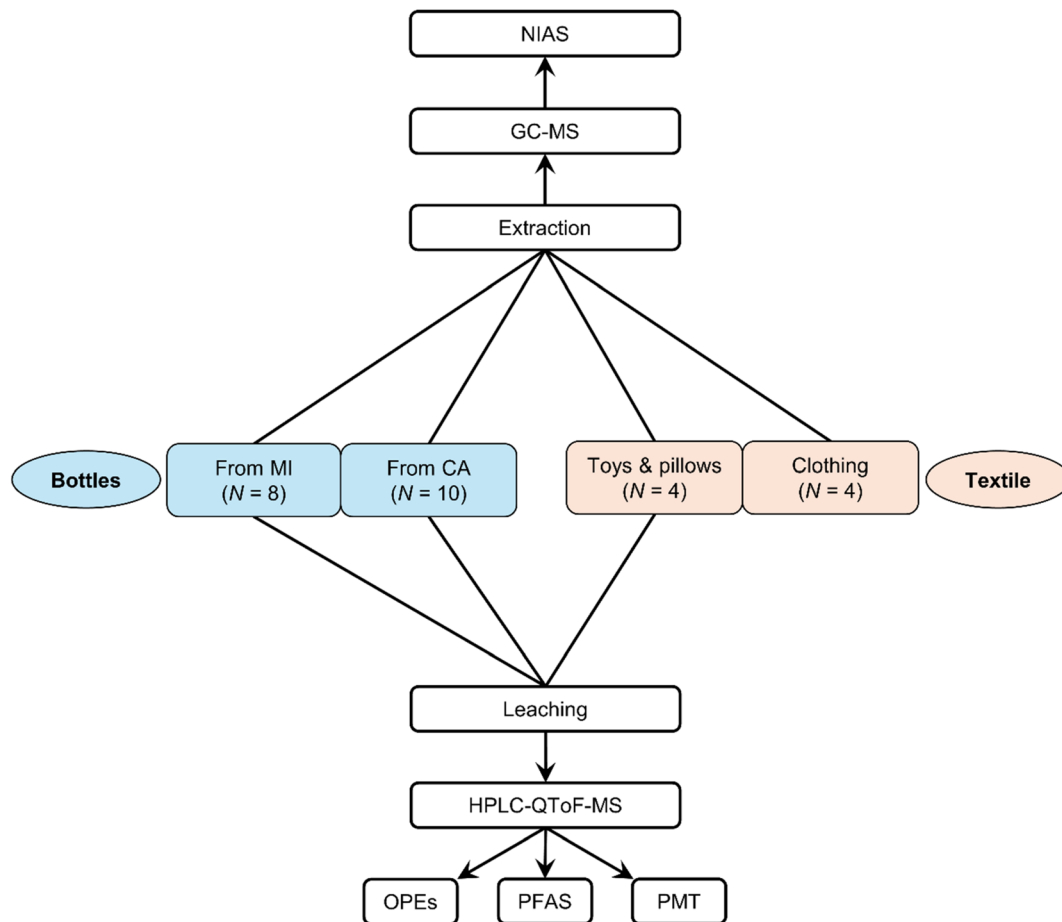 NIAS
GC-MS
Extraction
Bottles
From MI
(N = 8)
From CA
(N = 10)
Toys & pillows
(N = 4)
Clothing
(N = 4)
Textile
Leaching
HPLC-QToF-MS
OPEs
PFAS
PMT